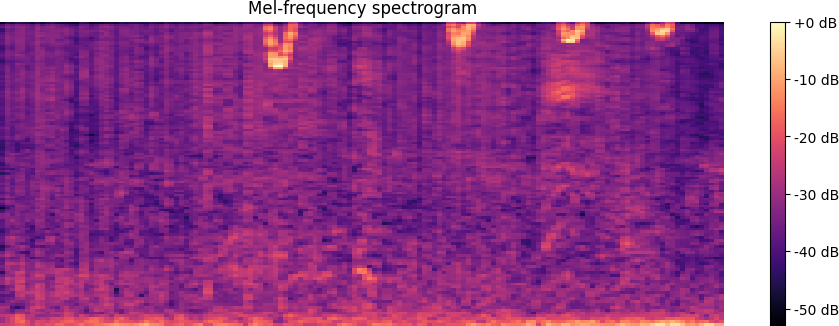 Mel-frequency spectrogram
+0 dB
-10 dB
-20 dB
-30 dB
-40 dB
-50 dB